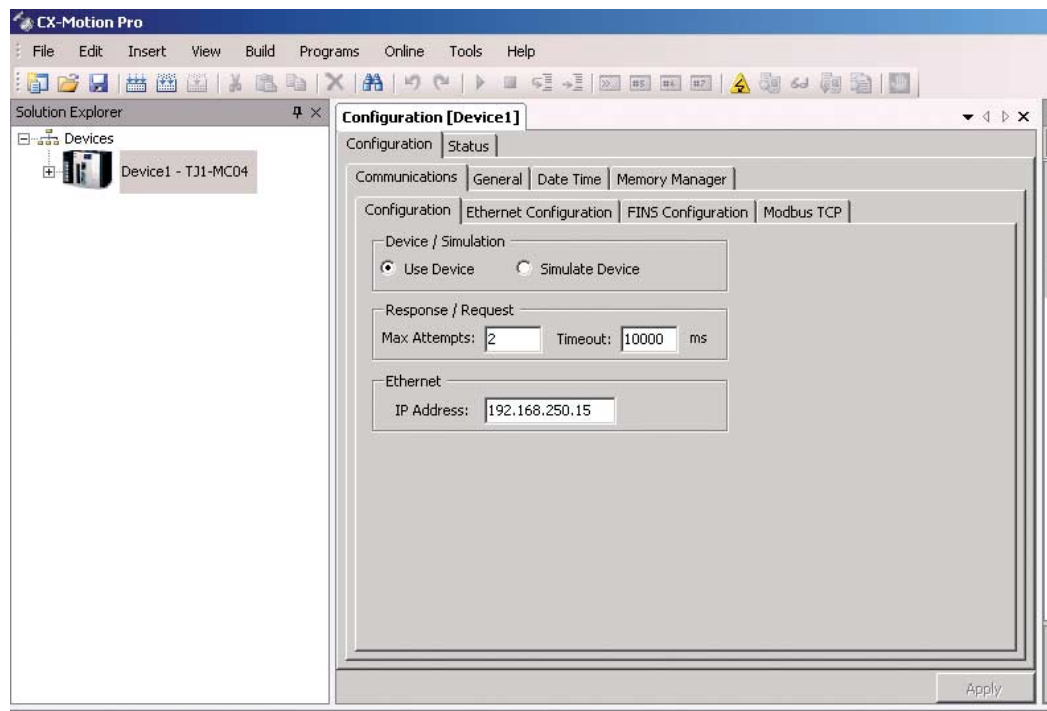 CX-Motion Pro
File Edit Insert View Build Programs Online Tools Help
Solution Explorer
Devices
Device1 - TJ1-MC04
Configuration [Device1]
Configuration Status
Communications General Date Time Memory Manager
Configuration Ethernet Configuration FINS Configuration Modbus TCP
Device / Simulation
Use Device Simulate Device
Response / Request
Max Attempts: 2 Timeout: 10000 ms
Ethernet
IP Address: 192.168.250.15
Apply